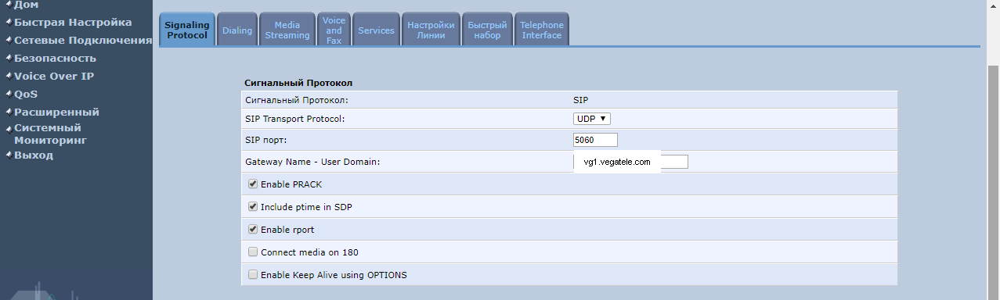 Дом
Быстрая Настройка
Сетевые Подключения
Безопасность
Voice Over IP
QoS
Расширенный
Системный
Мониторинг
Выход
Signaling
Protocol
Dialing
Media
Streaming
Voice
and
Fax
Services
Настройки
Линии
Быстрый
набор
Telephone
Interface
Сигнальный Протокол
Сигнальный Протокол: SIP
SIP Transport Protocol: UDP
SIP порт: 5060
Gateway Name - User Domain: vg1.vegatele.com
Enable PRACK
Include ptime in SDP
Enable rport
Connect media on 180
Enable Keep Alive using OPTIONS